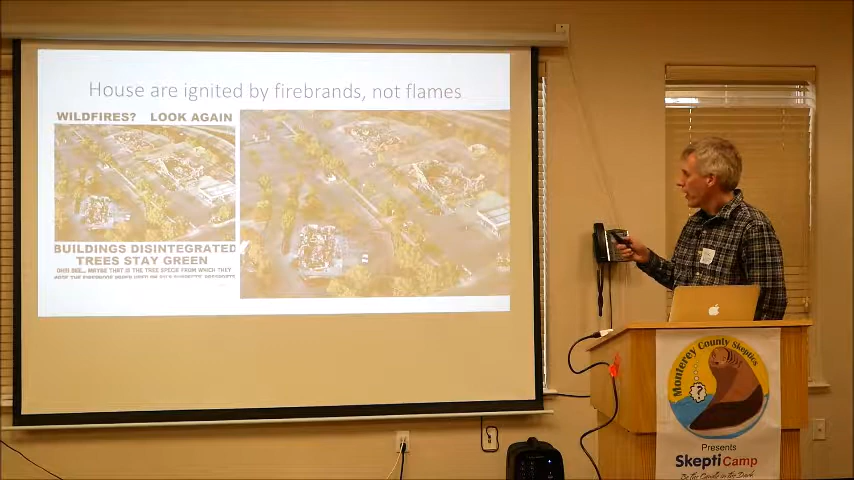 House are ignited by firebrands, not flames
WILDFIRES? LOOK AGAIN
BUILDINGS DISINTEGRATED
TREES STAY GREEN
Monterey County Skeptics
?
Presents
SkeptiCamp